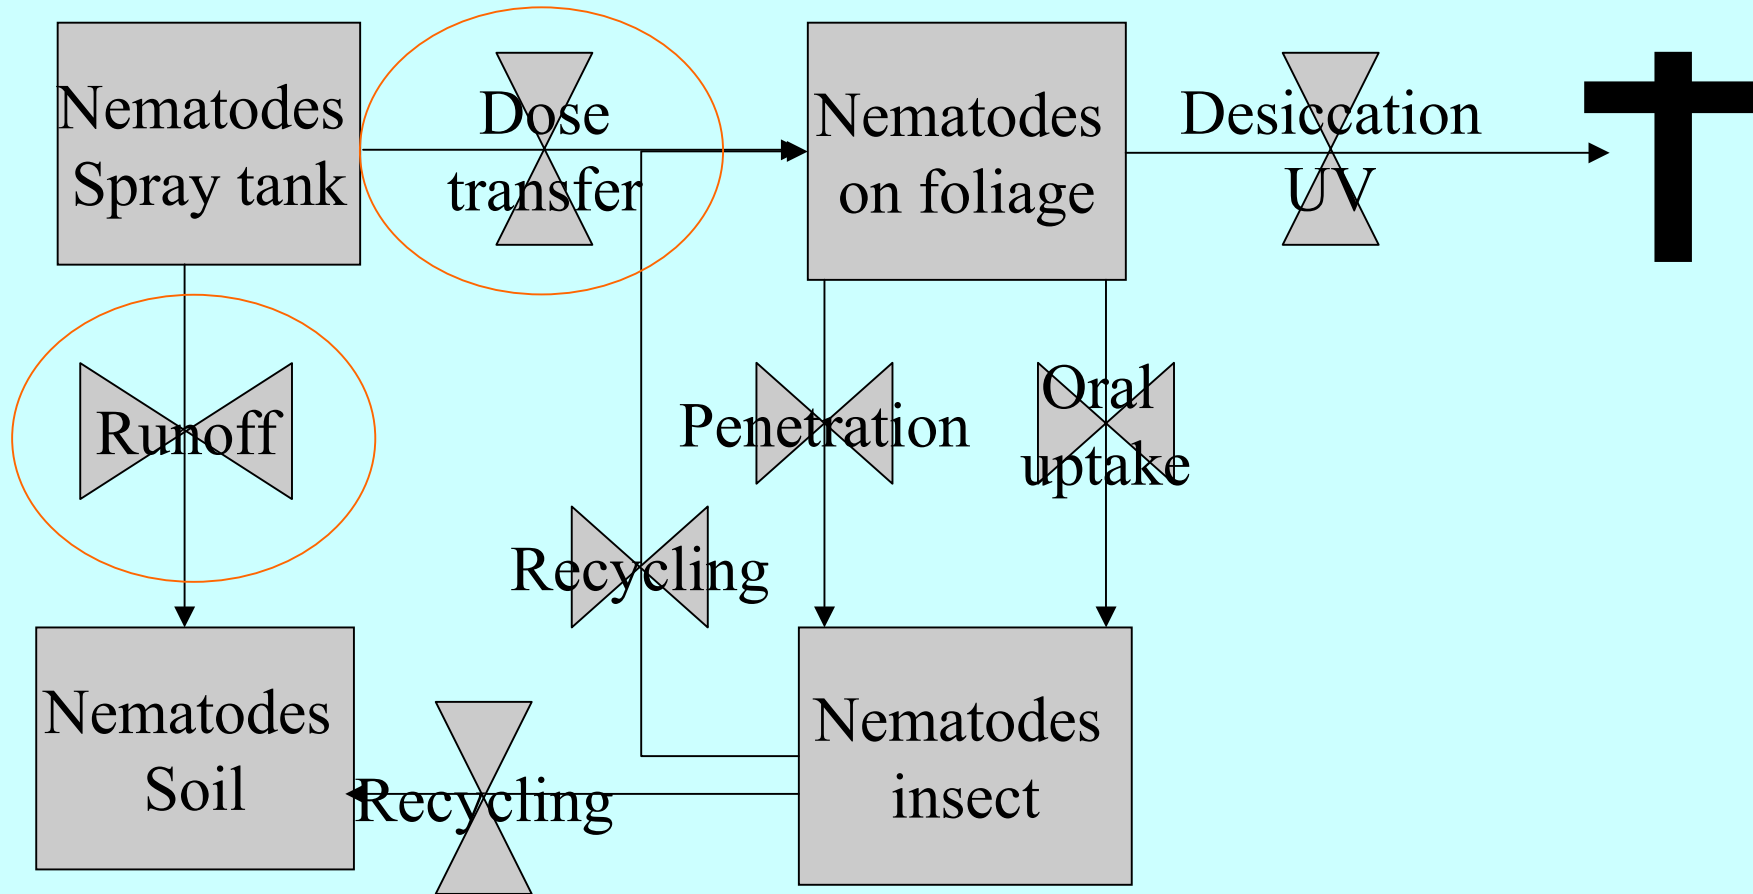 Nematodes
Spray tank
Dose
transfer
Nematodes
on foliage
Desiccation
UV
Runoff
Penetration
Oral
uptake
Recycling
Nematodes
Soil
Recycling
Nematodes
insect